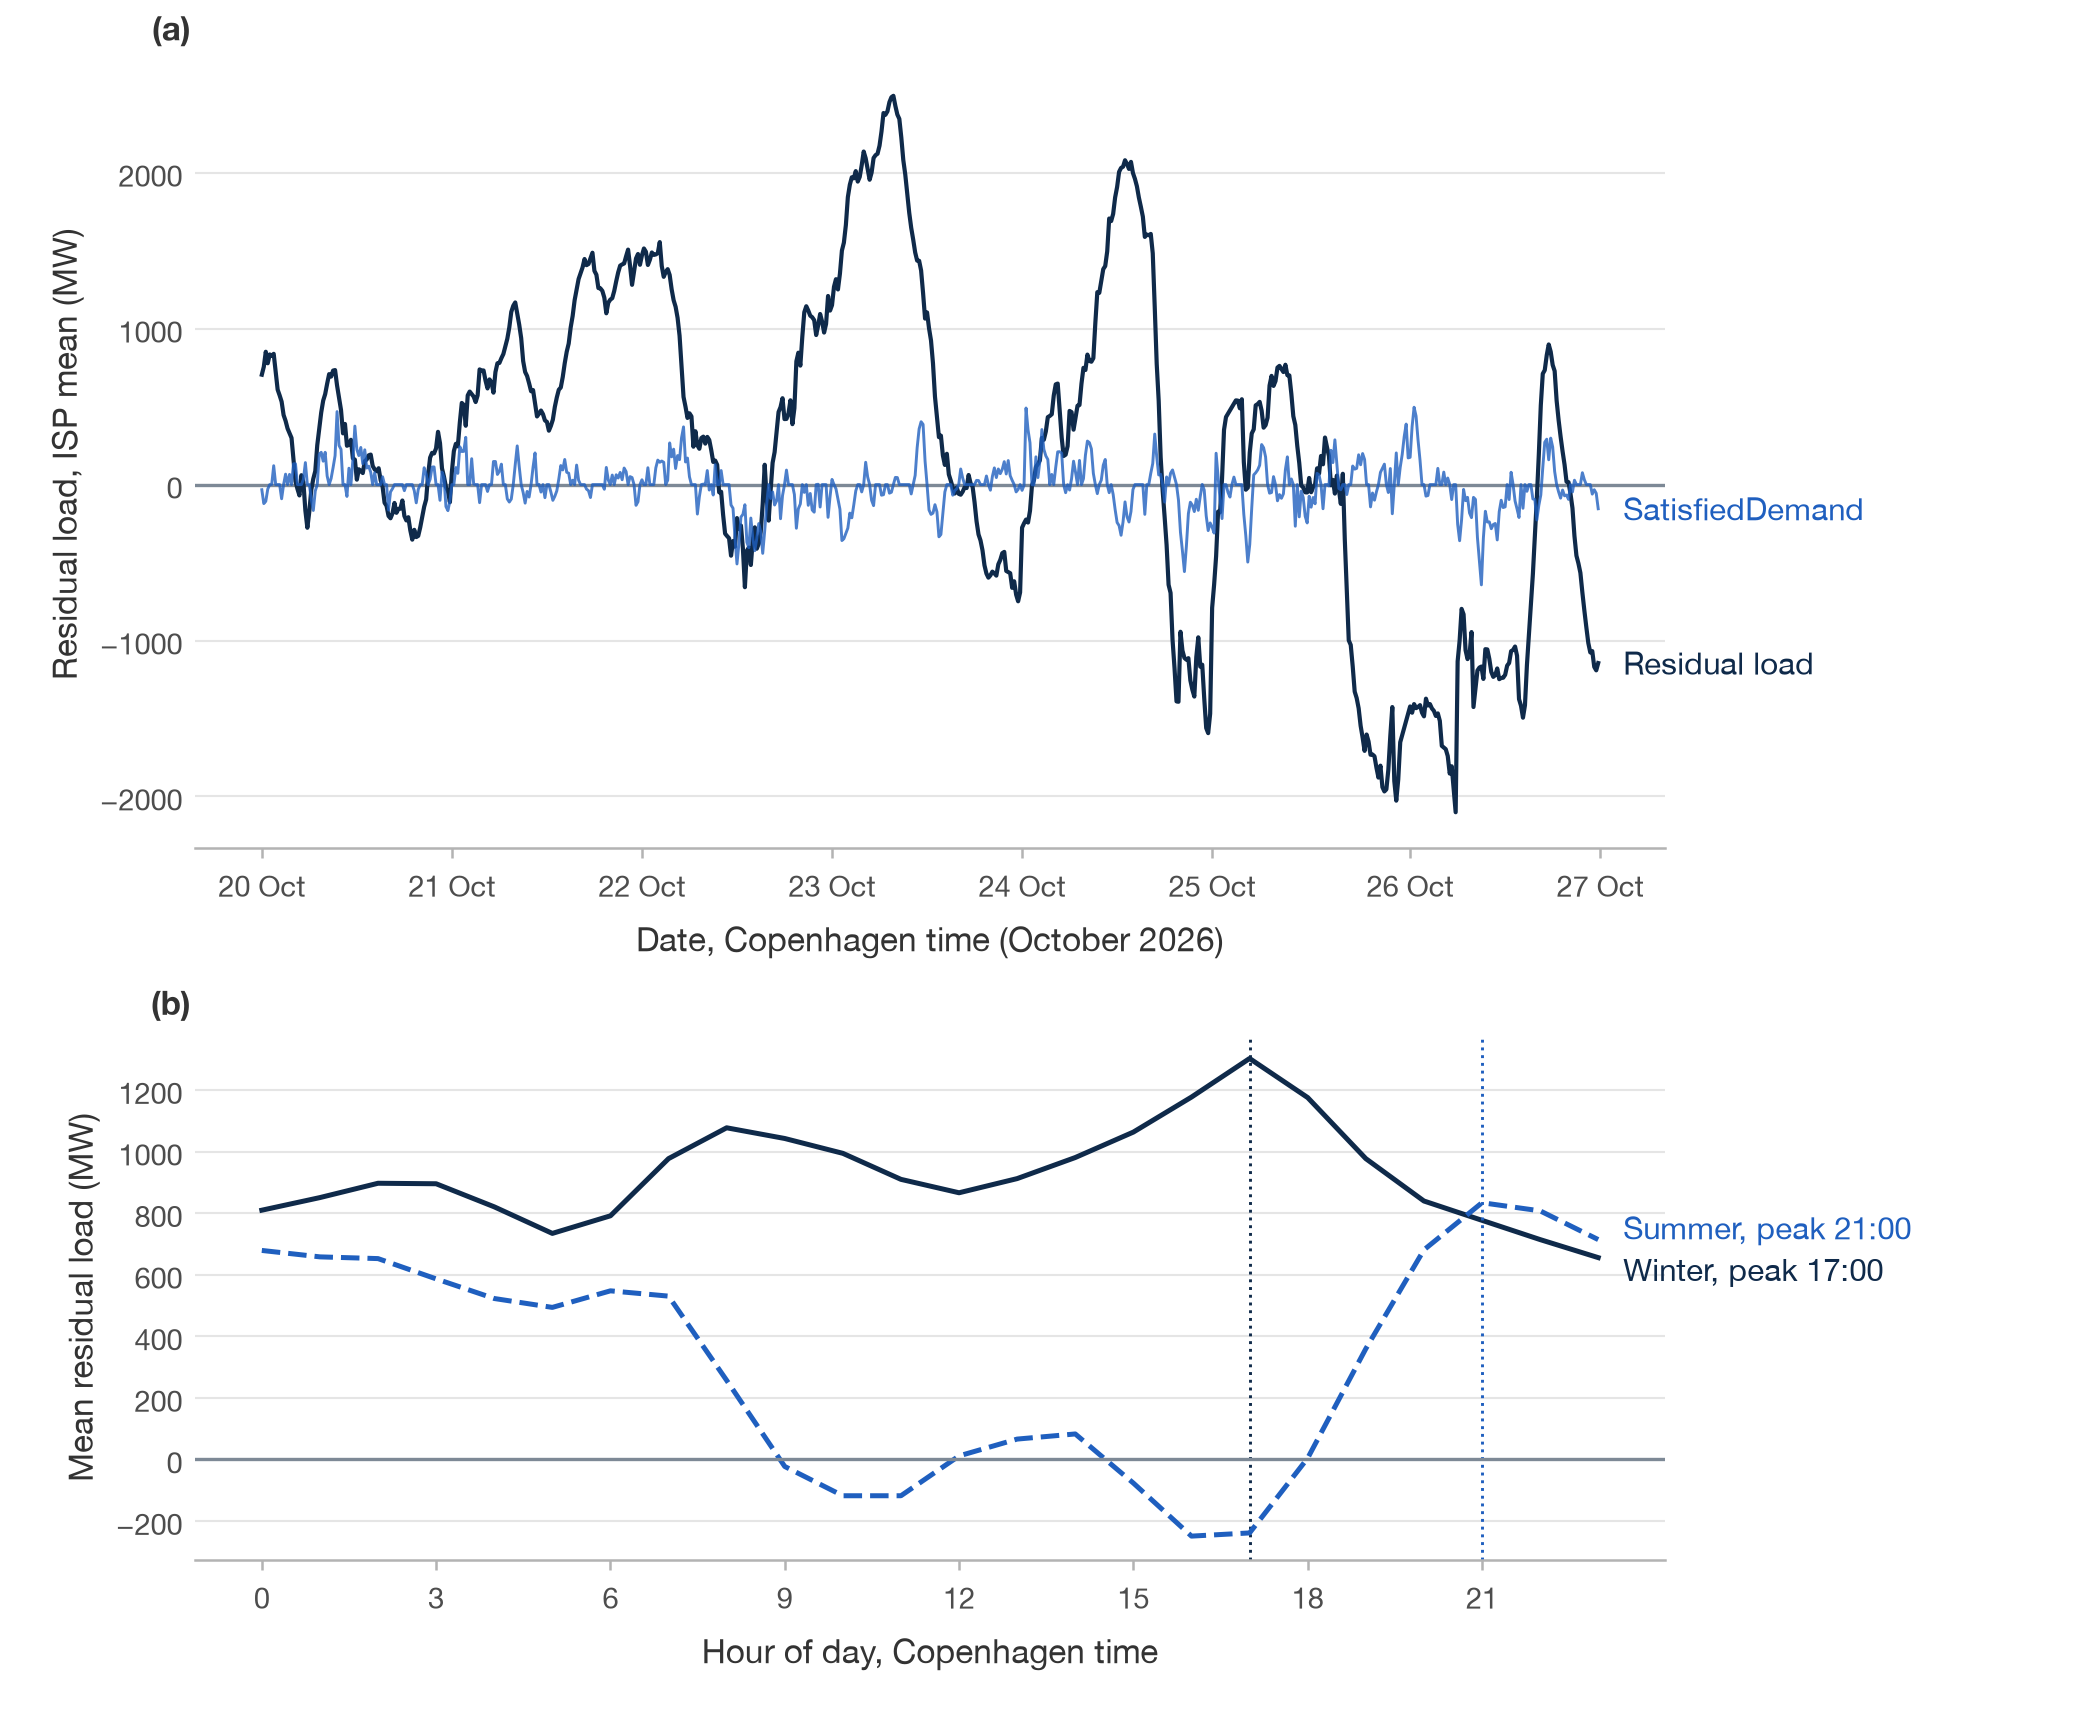 (a)
Residual load, ISP mean (MW)
2000
1000
0
−1000
−2000
SatisfiedDemand
Residual load
20 Oct
21 Oct
22 Oct
23 Oct
24 Oct
25 Oct
26 Oct
27 Oct
Date, Copenhagen time (October 2026)
(b)
Mean residual load (MW)
1200
1000
800
600
400
200
0
−200
Summer, peak 21:00
Winter, peak 17:00
0
3
6
9
12
15
18
21
Hour of day, Copenhagen time